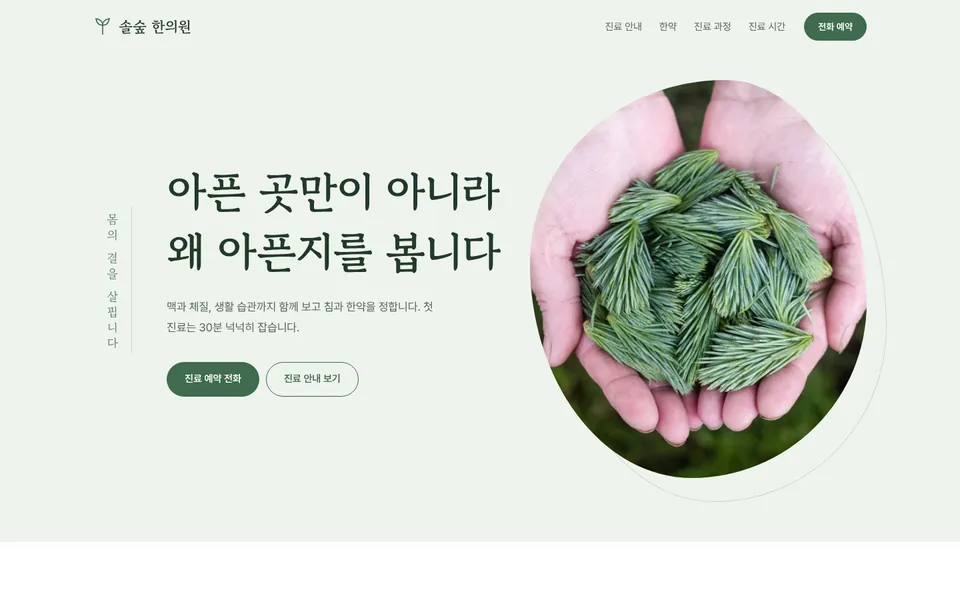 솔숲 한의원
진료 안내
한약
진료 과정
진료 시간
전화 예약
몸의 결을 살핍니다
아픈 곳만이 아니라
왜 아픈지를 봅니다
맥과 체질, 생활 습관까지 함께 보고 침과 한약을 정합니다. 첫
진료는 30분 넉넉히 잡습니다.
진료 예약 전화
진료 안내 보기